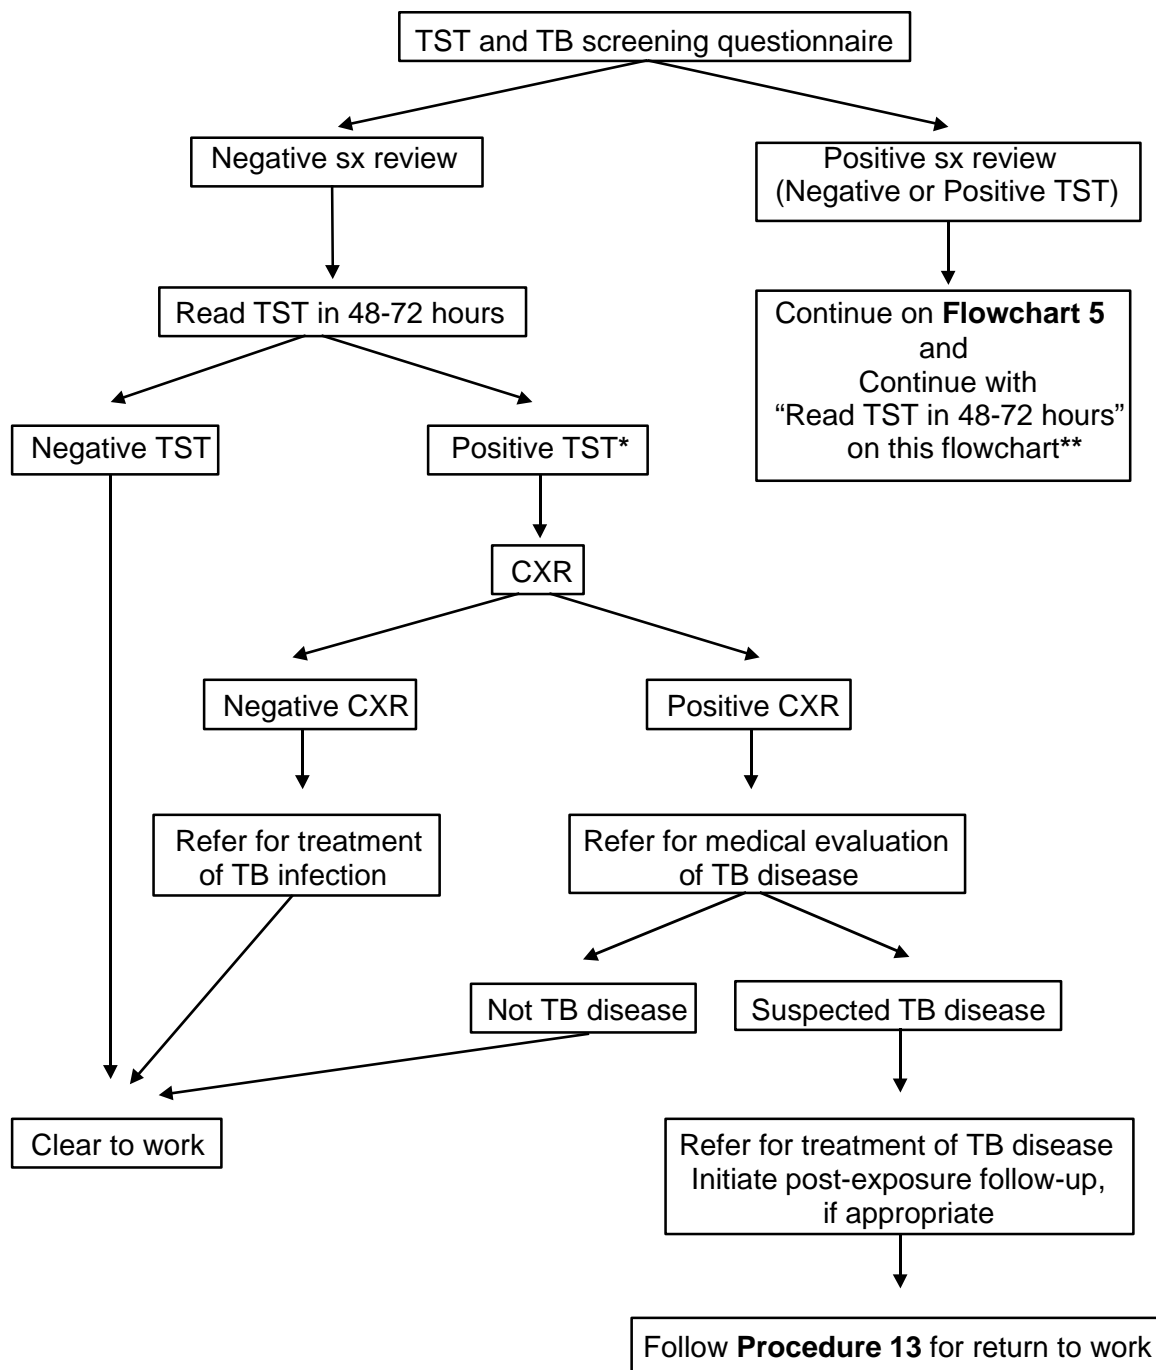 TST and TB screening questionnaire
Negative sx review
Positive sx review
(Negative or Positive TST)
Read TST in 48-72 hours
Continue on Flowchart 5
and
Continue with
“Read TST in 48-72 hours”
on this flowchart**
Negative TST
Positive TST*
CXR
Negative CXR
Positive CXR
Refer for treatment
of TB infection
Refer for medical evaluation
of TB disease
Not TB disease
Suspected TB disease
Clear to work
Refer for treatment of TB disease
Initiate post-exposure follow-up,
if appropriate
Follow Procedure 13 for return to work